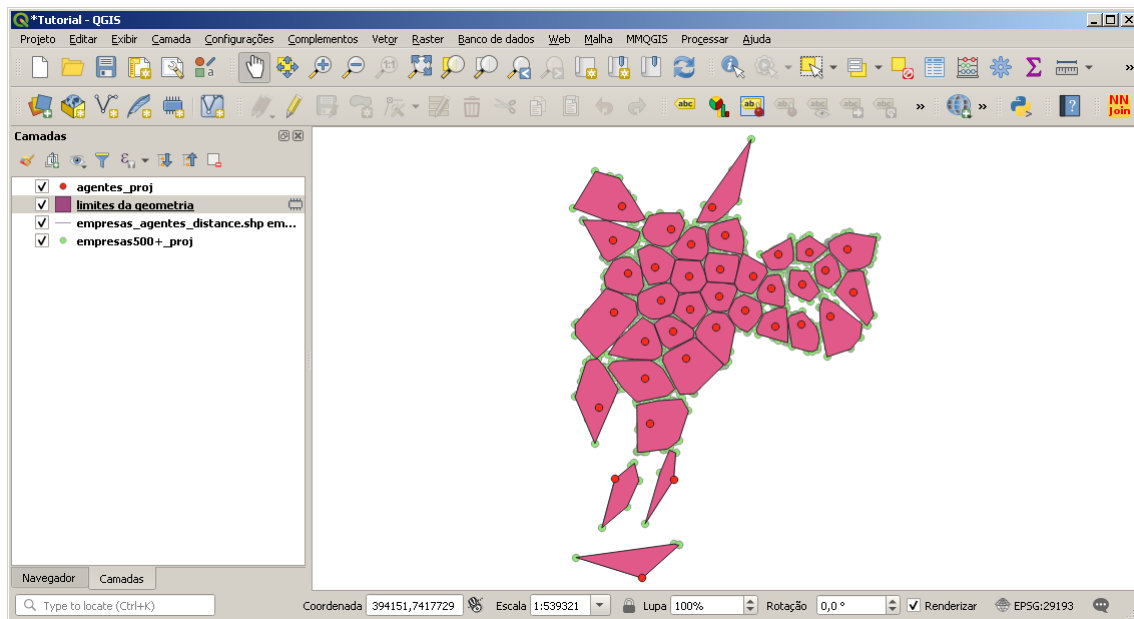 *Tutorial - QGIS
Projeto Editar Exibir Camada Configurações Complementos Vetor Raster Banco de dados Web Malha MMQGIS Processar Ajuda
»
abc abc » » ? NN
Join
Camadas
agentes_proj
limites da geometria
empresas_agentes_distance.shp em...
empresas500+_proj
Navegador Camadas
Type to locate (Ctrl+K) Coordenada 394151,7417729 Escala 1:539321 Lupa 100% Rotação 0,0 ° Renderizar EPSG:29193